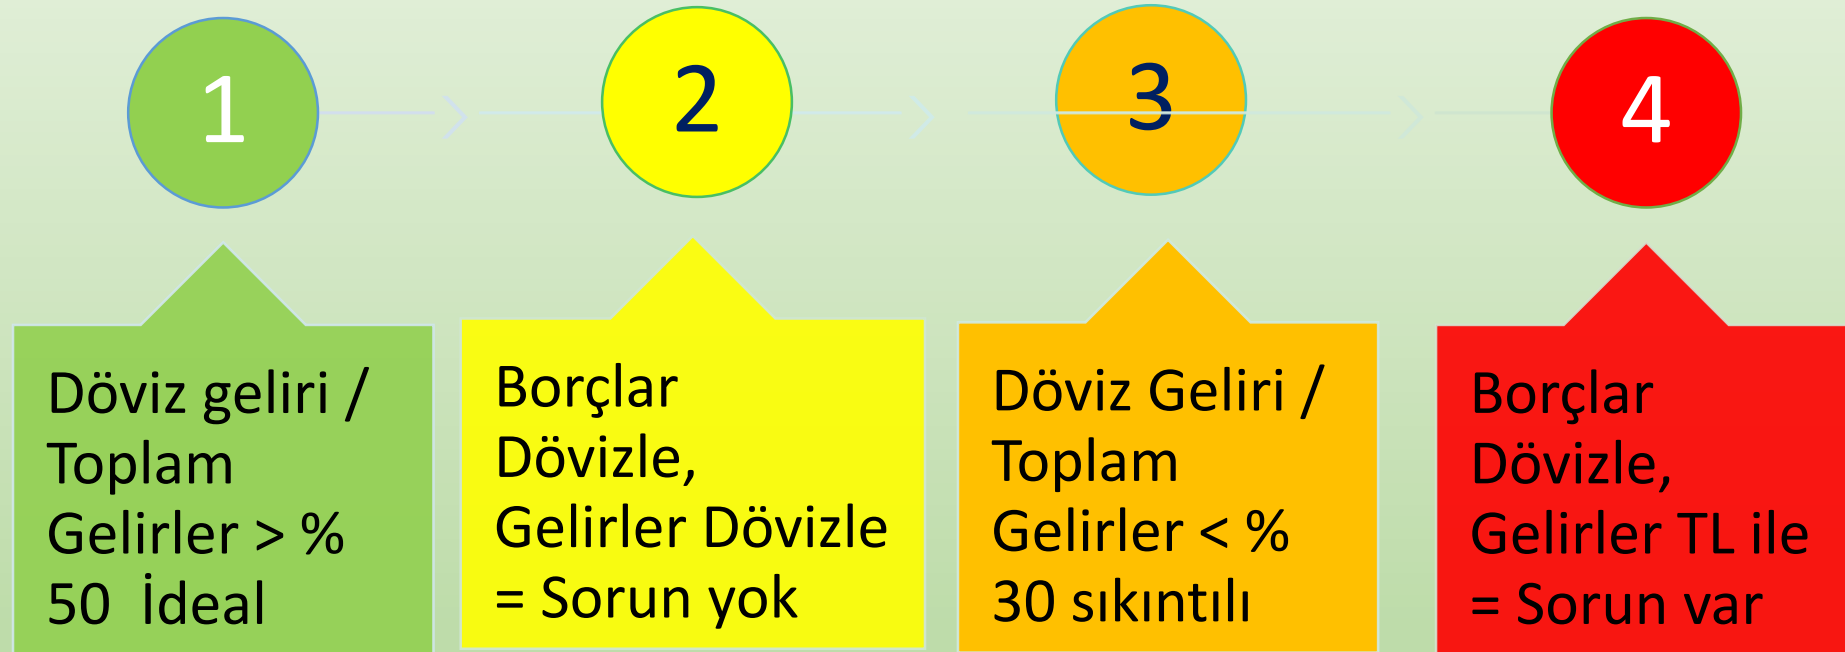 1
2
3
4
Döviz geliri /
Toplam
Gelirler > %
50 İdeal
Borçlar
Dövizle,
Gelirler Dövizle
= Sorun yok
Döviz Geliri /
Toplam
Gelirler < %
30 sıkıntılı
Borçlar
Dövizle,
Gelirler TL ile
= Sorun var